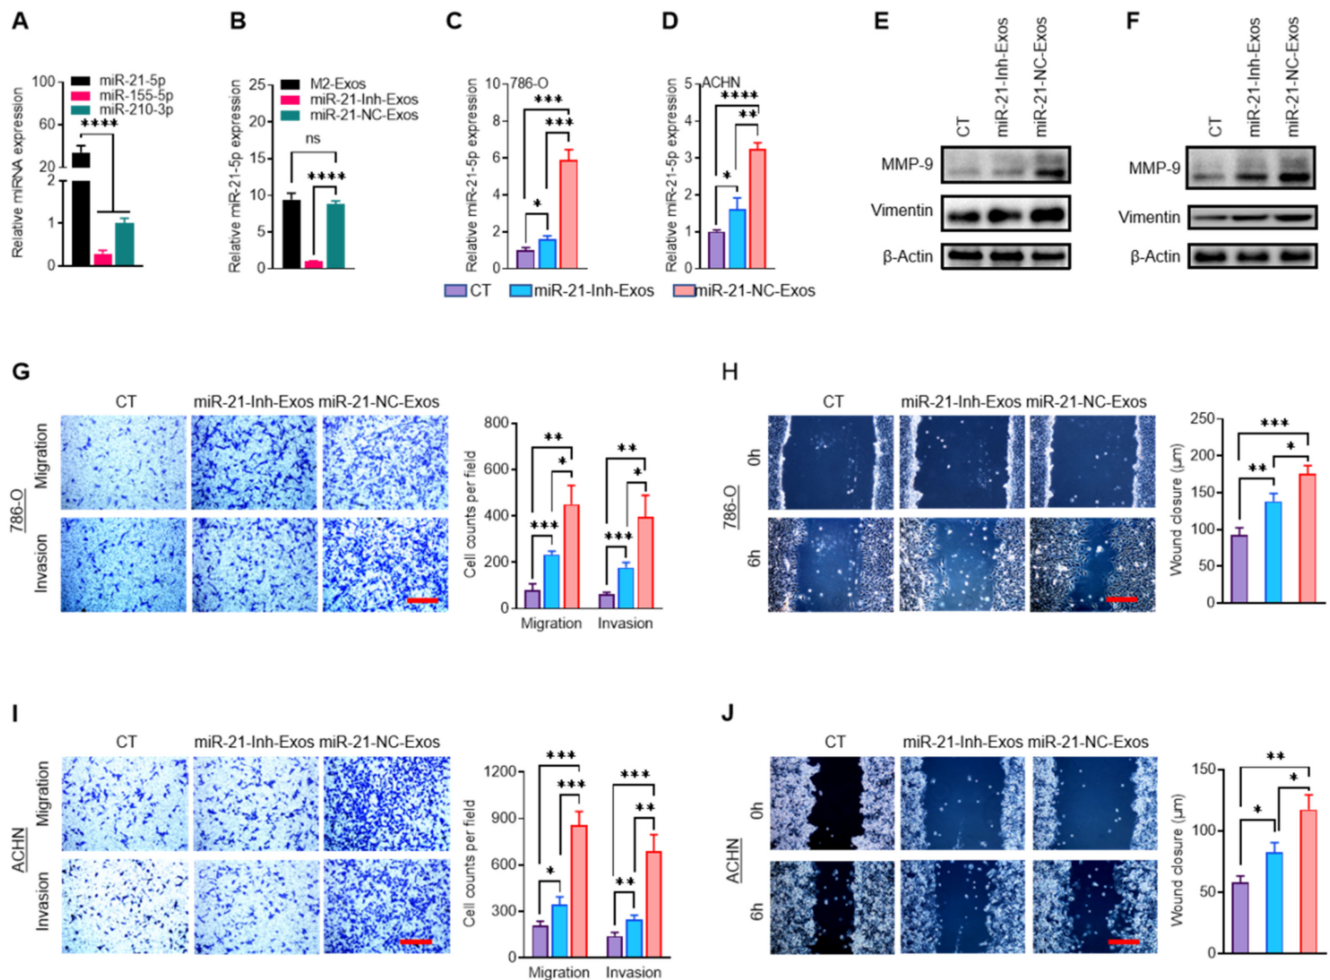 A
Relative miRNA expression
100
60
20
2
1
0
miR-21-5p
miR-155-5p
miR-210-3p
****
B
Relative miR-21-5p expression
25
20
15
10
5
0
M2-Exos
miR-21-Inh-Exos
miR-21-NC-Exos
ns
****
C
Relative miR-21-5p expression
10
8
6
4
2
0
786-O
***
***
*
D
Relative miR-21-5p expression
5
4
3
2
1
0
ACHN
****
**
*
CT
miR-21-Inh-Exos
miR-21-NC-Exos
E
CT
miR-21-Inh-Exos
miR-21-NC-Exos
MMP-9
Vimentin
β-Actin
F
CT
miR-21-Inh-Exos
miR-21-NC-Exos
MMP-9
Vimentin
β-Actin
G
CT
miR-21-Inh-Exos
miR-21-NC-Exos
786-O
Migration
Invasion
Cell counts per field
800
600
400
200
0
**
*
***
**
*
***
Migration
Invasion
H
CT
miR-21-Inh-Exos
miR-21-NC-Exos
786-O
0h
6h
Wound closure (μm)
250
200
150
100
50
0
***
*
**
I
CT
miR-21-Inh-Exos
miR-21-NC-Exos
ACHN
Migration
Invasion
Cell counts per field
1200
900
600
300
0
***
***
*
***
**
**
Migration
Invasion
J
CT
miR-21-Inh-Exos
miR-21-NC-Exos
ACHN
0h
6h
Wound closure (μm)
150
100
50
0
**
*
*